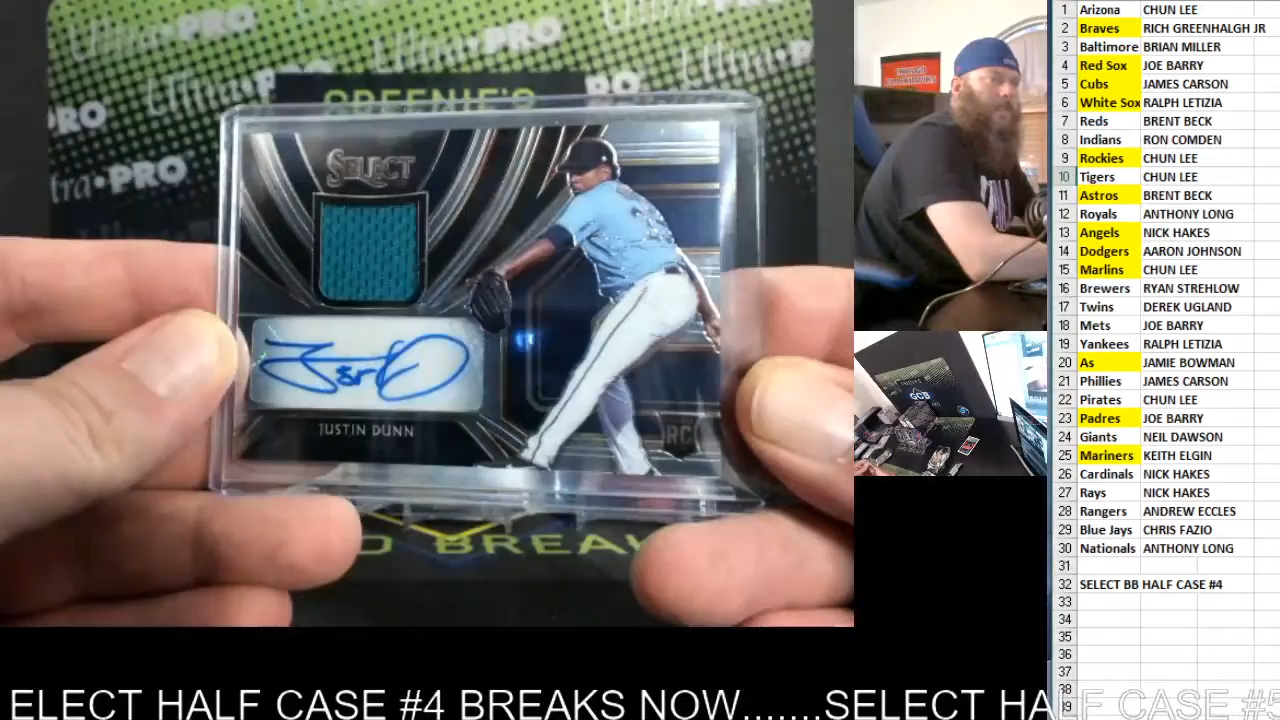 Ultra•PRO
PRO
tra•PRO
GREENIE'S
SELECT
JUSTIN DUNN
RC
BREA
CHICAGO
GCB
1 Arizona CHUN LEE
2 Braves RICH GREENHALGH JR
3 Baltimore BRIAN MILLER
4 Red Sox JOE BARRY
5 Cubs JAMES CARSON
6 White Sox RALPH LETIZIA
7 Reds BRENT BECK
8 Indians RON COMDEN
9 Rockies CHUN LEE
10 Tigers CHUN LEE
11 Astros BRENT BECK
12 Royals ANTHONY LONG
13 Angels NICK HAKES
14 Dodgers AARON JOHNSON
15 Marlins CHUN LEE
16 Brewers RYAN STREHLOW
17 Twins DEREK UGLAND
18 Mets JOE BARRY
19 Yankees RALPH LETIZIA
20 As JAMIE BOWMAN
21 Phillies JAMES CARSON
22 Pirates CHUN LEE
23 Padres JOE BARRY
24 Giants NEIL DAWSON
25 Mariners KEITH ELGIN
26 Cardinals NICK HAKES
27 Rays NICK HAKES
28 Rangers ANDREW ECCLES
29 Blue Jays CHRIS FAZIO
30 Nationals ANTHONY LONG
31
32 SELECT BB HALF CASE #4
33
34
35
36
37
38
39
ELECT HALF CASE #4 BREAKS NOW.......SELECT HALF CASE #5